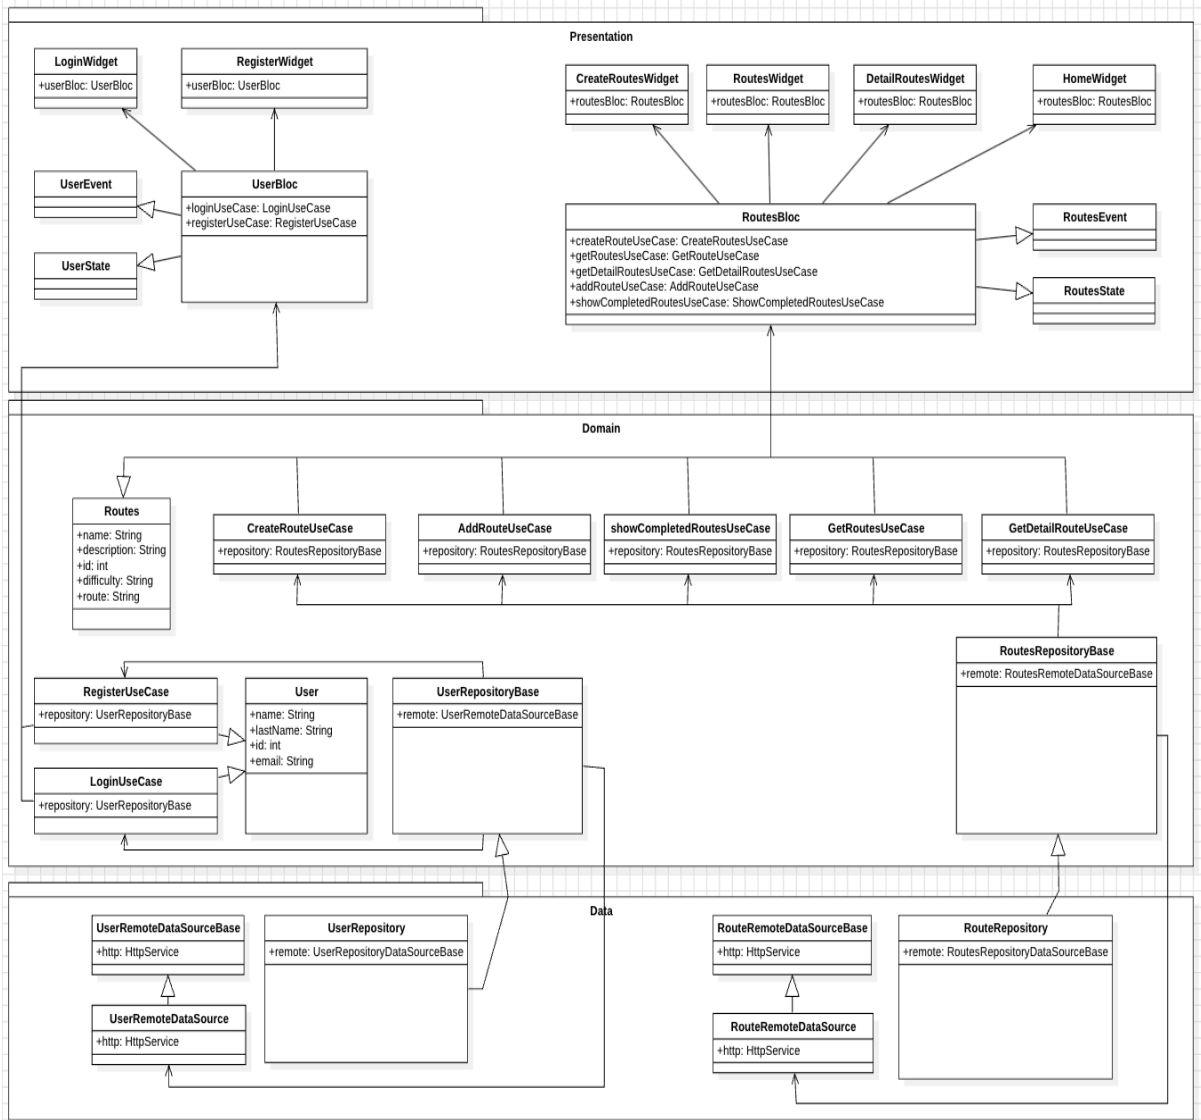 Presentation
LoginWidget
+userBloc: UserBloc
RegisterWidget
+userBloc: UserBloc
CreateRoutesWidget
+routesBloc: RoutesBloc
RoutesWidget
+routesBloc: RoutesBloc
DetailRoutesWidget
+routesBloc: RoutesBloc
HomeWidget
+routesBloc: RoutesBloc
UserEvent
UserState
UserBloc
+loginUseCase: LoginUseCase
+registerUseCase: RegisterUseCase
RoutesBloc
+createRouteUseCase: CreateRoutesUseCase
+getRoutesUseCase: GetRouteUseCase
+getDetailRoutesUseCase: GetDetailRoutesUseCase
+addRouteUseCase: AddRouteUseCase
+showCompletedRoutesUseCase: ShowCompletedRoutesUseCase
RoutesEvent
RoutesState
Domain
Routes
+name: String
+description: String
+id: int
+difficulty: String
+route: String
CreateRouteUseCase
+repository: RoutesRepositoryBase
AddRouteUseCase
+repository: RoutesRepositoryBase
showCompletedRoutesUseCase
+repository: RoutesRepositoryBase
GetRoutesUseCase
+repository: RoutesRepositoryBase
GetDetailRouteUseCase
+repository: RoutesRepositoryBase
RoutesRepositoryBase
+remote: RoutesRemoteDataSourceBase
RegisterUseCase
+repository: UserRepositoryBase
LoginUseCase
+repository: UserRepositoryBase
User
+name: String
+lastName: String
+id: int
+email: String
UserRepositoryBase
+remote: UserRemoteDataSourceBase
Data
UserRemoteDataSourceBase
+http: HttpService
UserRemoteDataSource
+http: HttpService
UserRepository
+remote: UserRepositoryDataSourceBase
RouteRemoteDataSourceBase
+http: HttpService
RouteRemoteDataSource
+http: HttpService
RouteRepository
+remote: RoutesRepositoryDataSourceBase